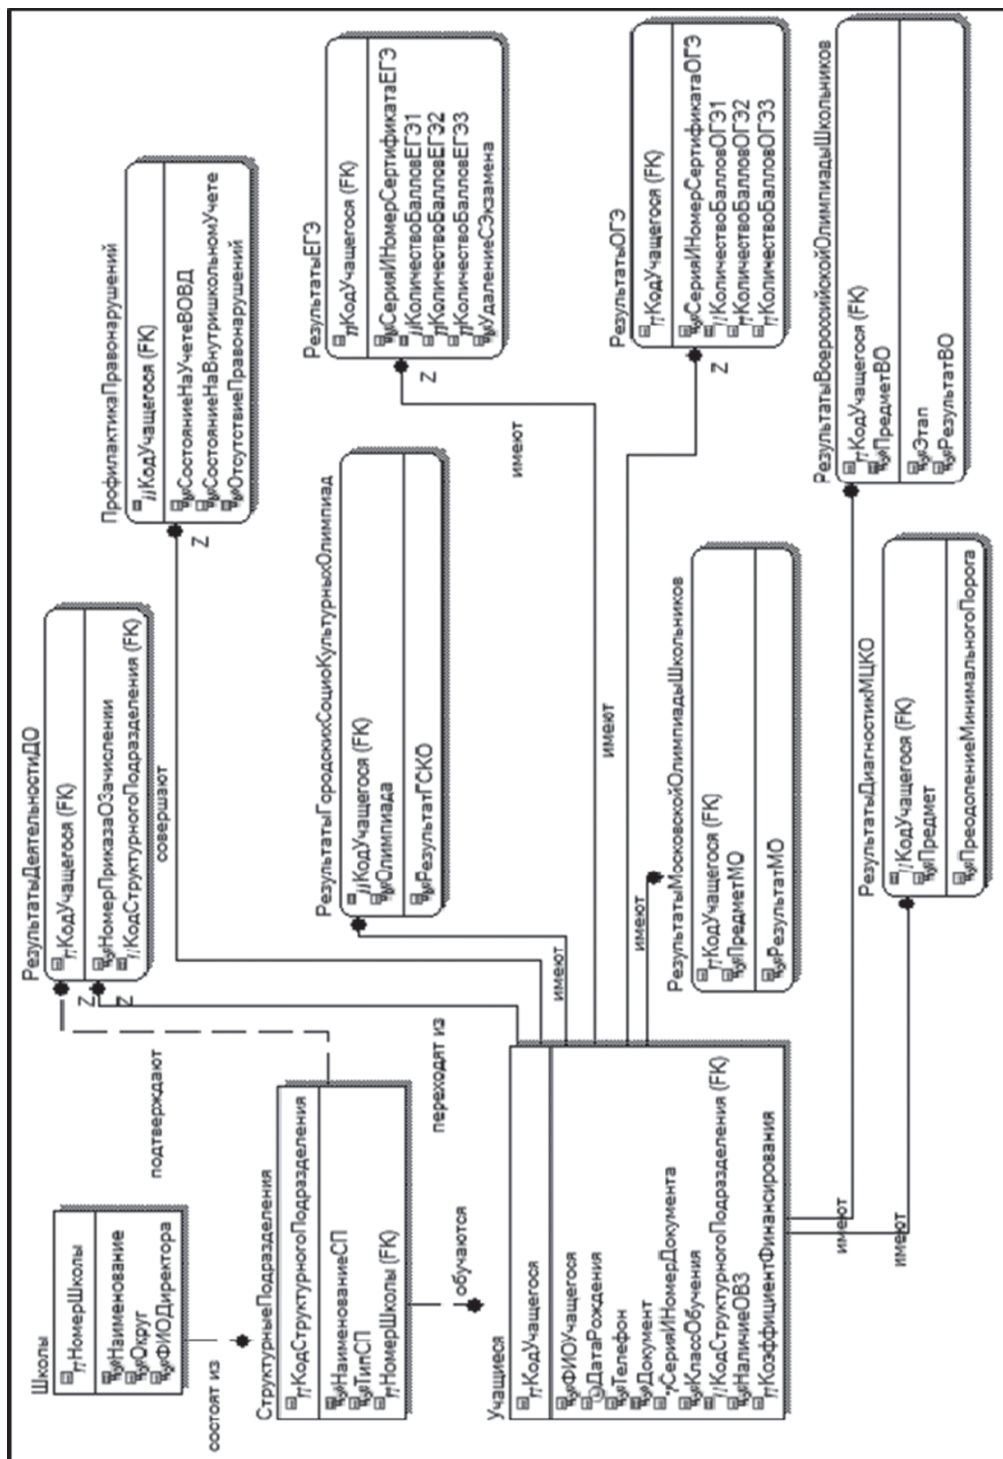 Школы
НомерШколы
Наименование
Округ
ФИОДиректора
состоят из
СтруктурныеПодразделения
КодСтруктурногоПодразделения
НаименованиеСП
ТипСП
НомерШколы (FK)
подтверждают
обучаются
Учащиеся
КодУчащегося
ФИОУчащегося
ДатаРождения
Телефон
Документ
СерияИНомерДокумента
КлассОбучения
КодСтруктурногоПодразделения (FK)
НаличиеОВЗ
КоэффициентФинансирования
переходят из
РезультатыДеятельностиДО
КодУчащегося (FK)
НомерПриказаОЗачислении
КодСтруктурногоПодразделения (FK)
Z
Z
совершают
ПрофилактикаПравонарушений
КодУчащегося (FK)
СостояниеНаУчетеВОВД
СостояниеНаВнутришкольномУчете
ОтсутствиеПравонарушений
Z
РезультатыГородскихСоциоКультурныхОлимпиад
КодУчащегося (FK)
Олимпиада
РезультатГСКО
имеют
РезультатыЕГЭ
КодУчащегося (FK)
СерияИНомерСертификатаЕГЭ
КоличествоБалловЕГЭ1
КоличествоБалловЕГЭ2
КоличествоБалловЕГЭ3
УдалениеСЭкзамена
Z
имеют
РезультатыОГЭ
КодУчащегося (FK)
СерияИНомерСертификатаОГЭ
КоличествоБалловОГЭ1
КоличествоБалловОГЭ2
КоличествоБалловОГЭ3
Z
имеют
РезультатыМосковскойОлимпиадыШкольников
КодУчащегося (FK)
ПредметМО
РезультатМО
имеют
РезультатыВсероссийскойОлимпиадыШкольников
КодУчащегося (FK)
ПредметВО
Этап
РезультатВО
имеют
РезультатыДиагностикМЦКО
КодУчащегося (FK)
Предмет
ПреодолениеМинимальногоПорога
имеют